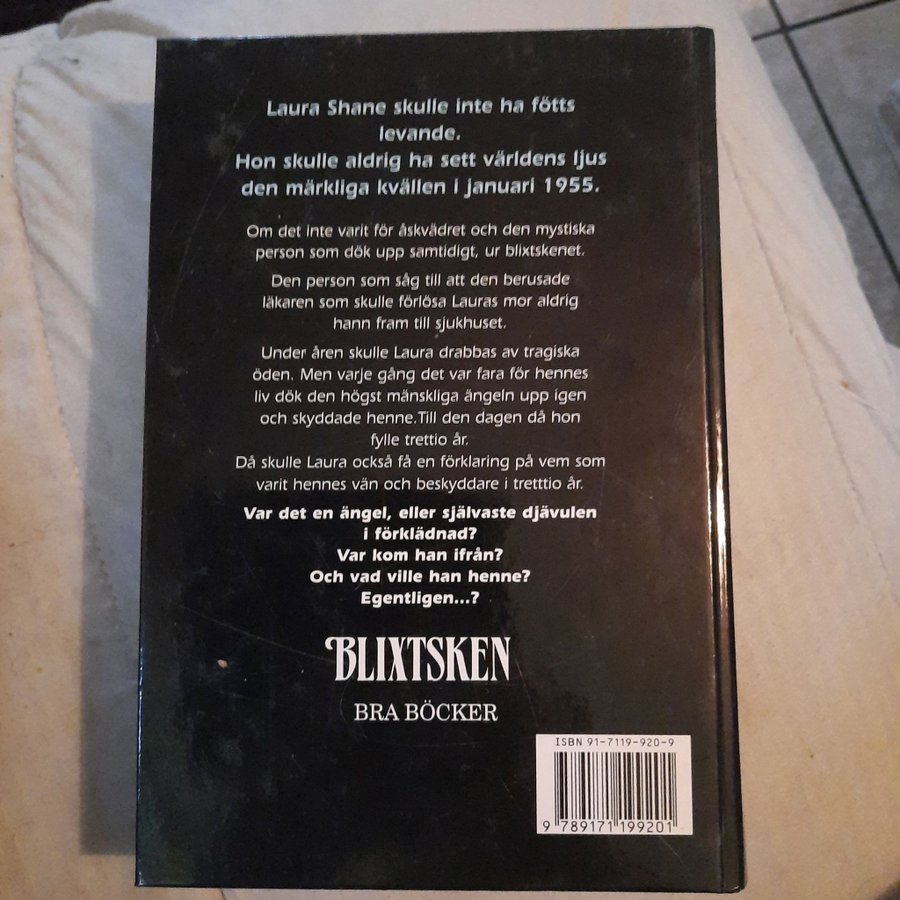 Laura Shane skulle inte ha fötts
levande.
Hon skulle aldrig ha sett världens ljus
den märkliga kvällen i januari 1955.
Om det inte varit för åskvädret och den mystiska
person som dök upp samtidigt, ur blixtskenet.
Den person som såg till att den berusade
läkaren som skulle förlösa Lauras mor aldrig
hann fram till sjukhuset.
Under åren skulle Laura drabbas av tragiska
öden. Men varje gång det var fara för hennes
liv dök den högst mänskliga ängeln upp igen
och skyddade henne. Till den dagen då hon
fylle trettio år.
Då skulle Laura också få en förklaring på vem som
varit hennes vän och beskyddare i tretttio år.
Var det en ängel, eller självaste djävulen
i förklädnad?
Var kom han ifrån?
Och vad ville han henne?
Egentligen...?
BLIXTSKEN
BRA BÖCKER
ISBN 91-7119-920-9
9 789171 199201